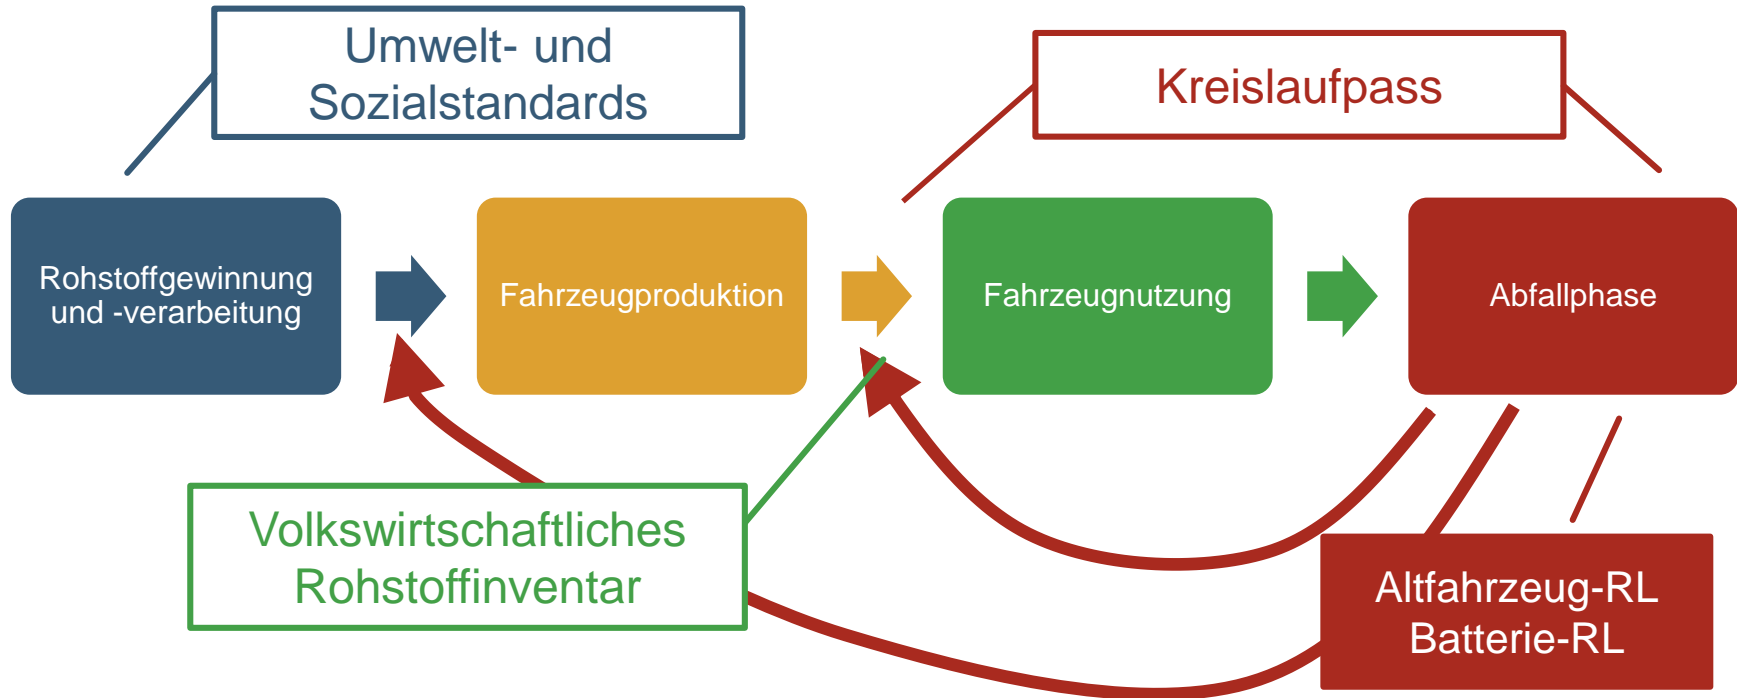 Umwelt- und
Sozialstandards
Kreislaufpass
Rohstoffgewinnung
und -verarbeitung
Fahrzeugproduktion
Fahrzeugnutzung
Abfallphase
Volkswirtschaftliches
Rohstoffinventar
Altfahrzeug-RL
Batterie-RL